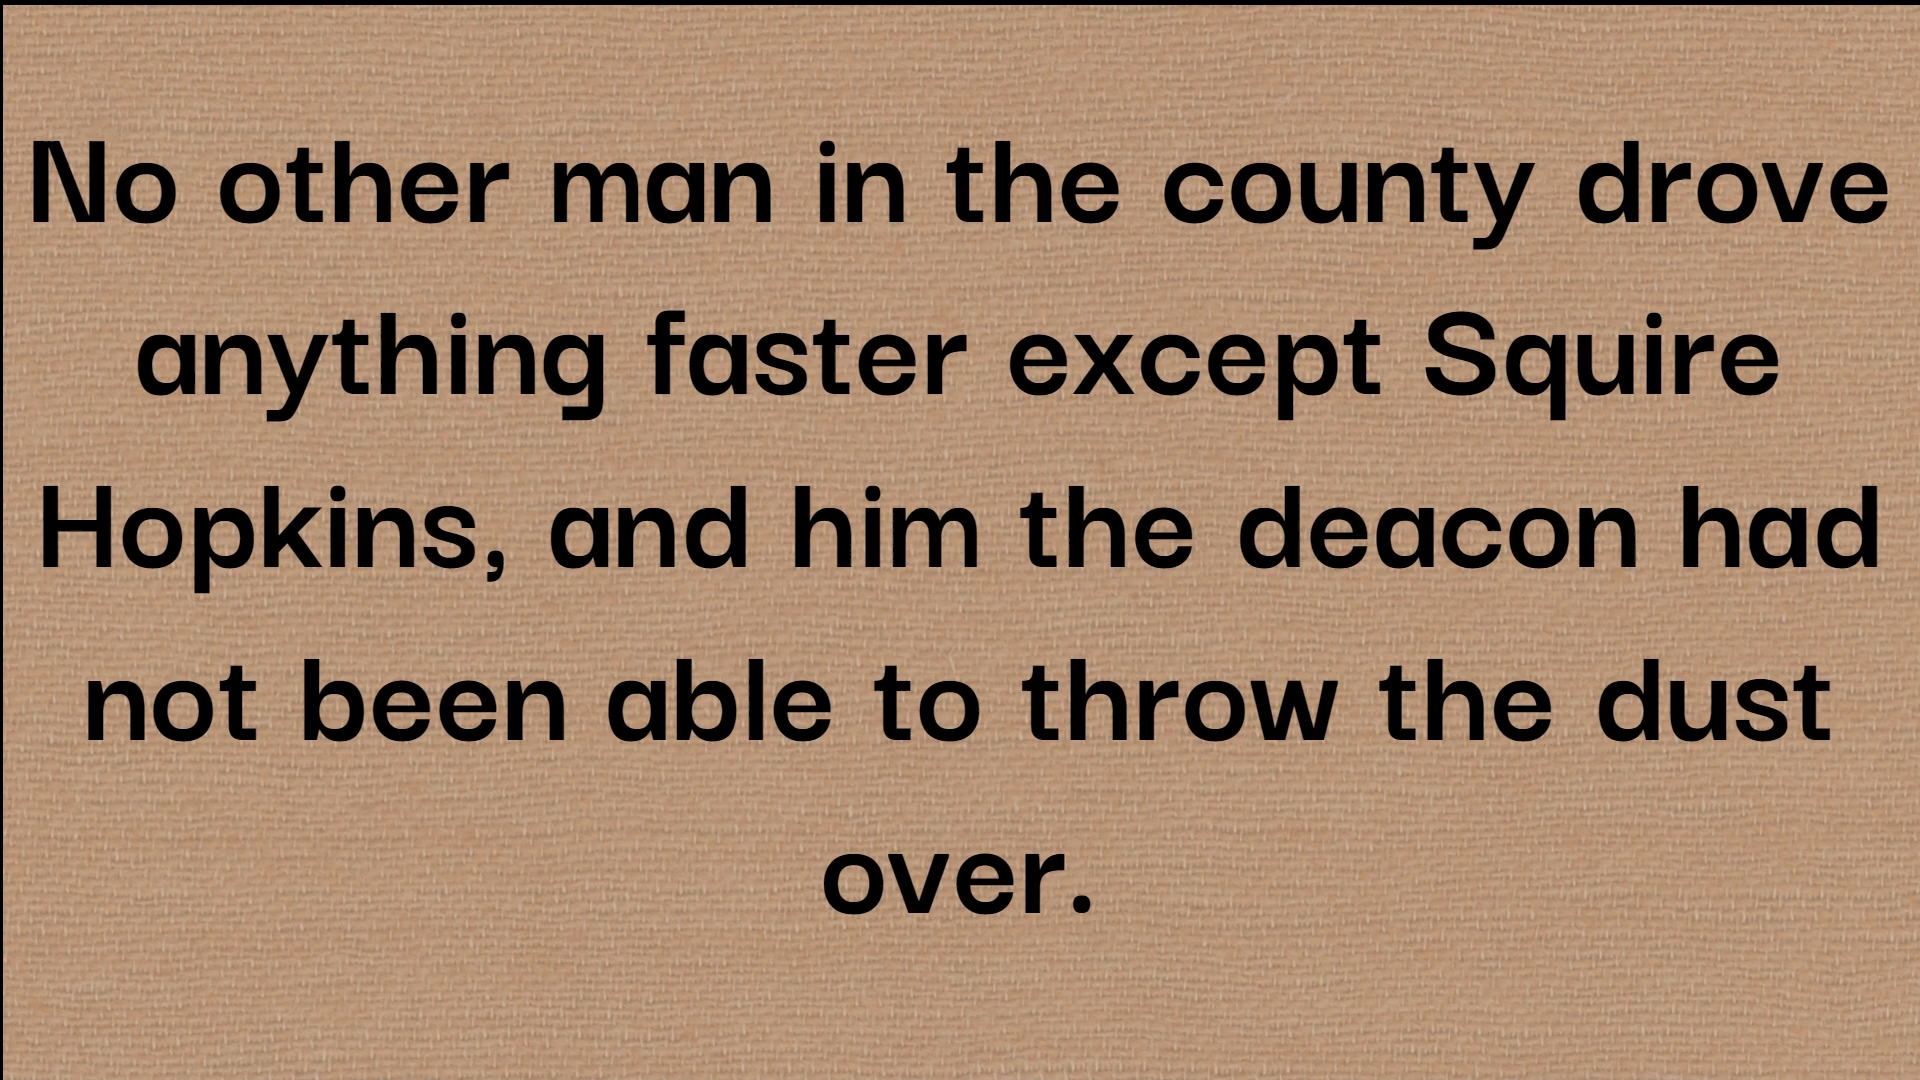 No other man in the county drove
anything faster except Squire
Hopkins, and him the deacon had
not been able to throw the dust
over.